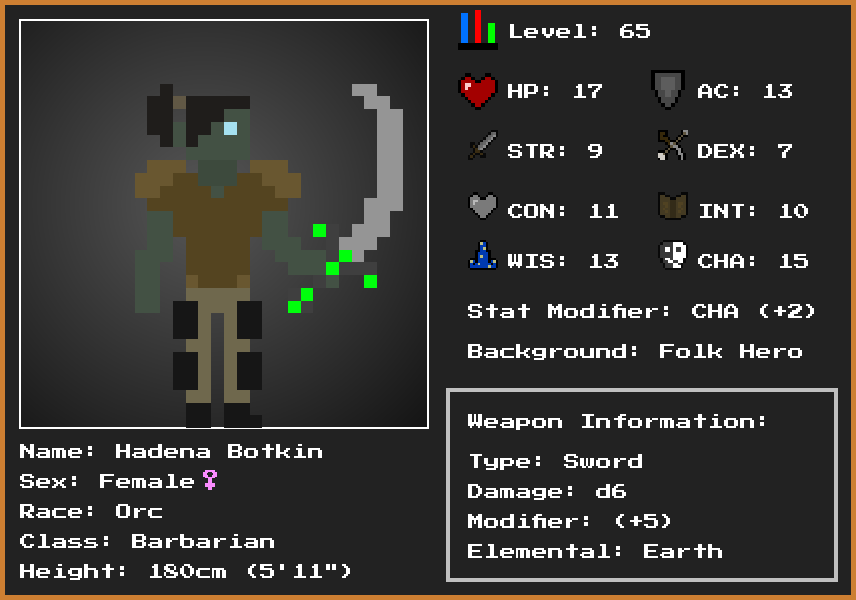 Level: 65
HP: 17
AC: 13
STR: 9
DEX: 7
CON: 11
INT: 10
WIS: 13
CHA: 15
Stat Modifier: CHA (+2)
Background: Folk Hero
Weapon Information:
Type: Sword
Damage: d6
Modifier: (+5)
Elemental: Earth
Name: Hadena Botkin
Sex: Female♀
Race: Orc
Class: Barbarian
Height: 180cm (5'11")